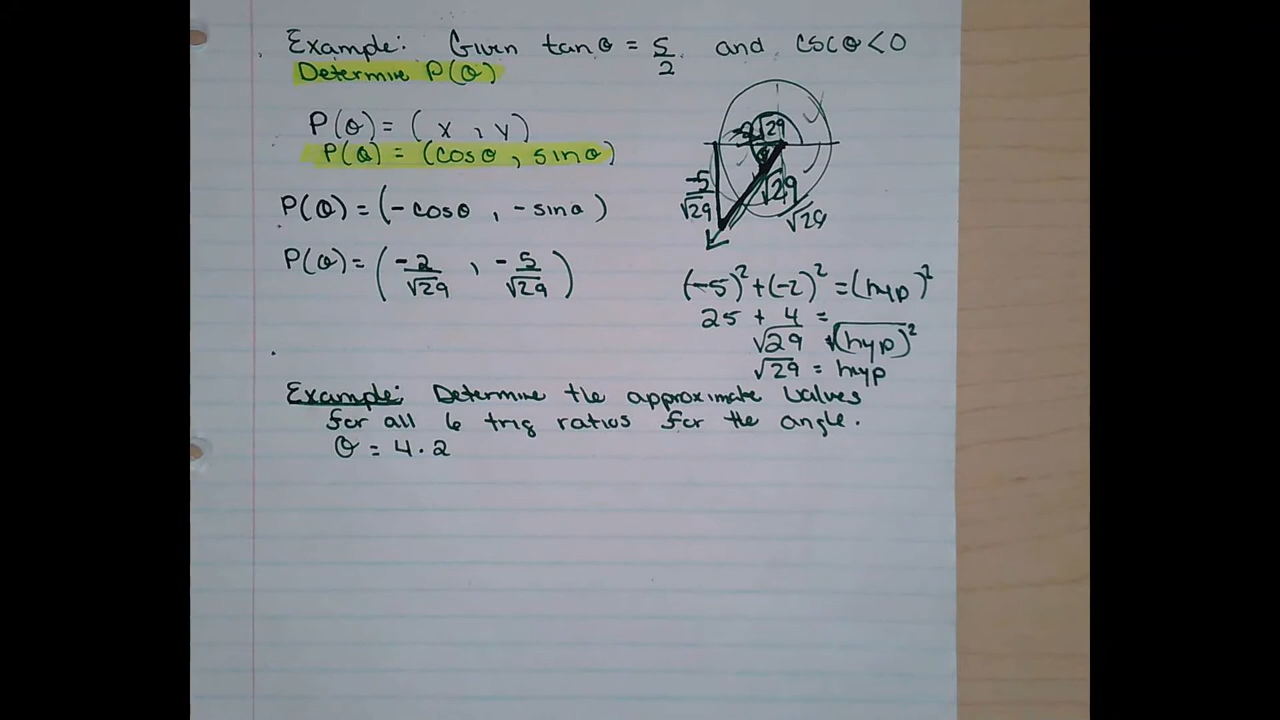 Example: Given tanθ = 5/2 and cscθ < 0
Determine P(θ)
P(θ) = ( x , y )
P(θ) = (cosθ , sinθ)
P(θ) = (-cosθ , -sinθ)
P(θ) = (-2/√29 , -5/√29)
√29
-5/√29
√29
√29
(-5)² + (-2)² = (hyp)²
25 + 4 =
√29 √(hyp)²
√29 = hyp
Example: Determine the approximate values
for all 6 trig ratios for the angle.
θ = 4.2